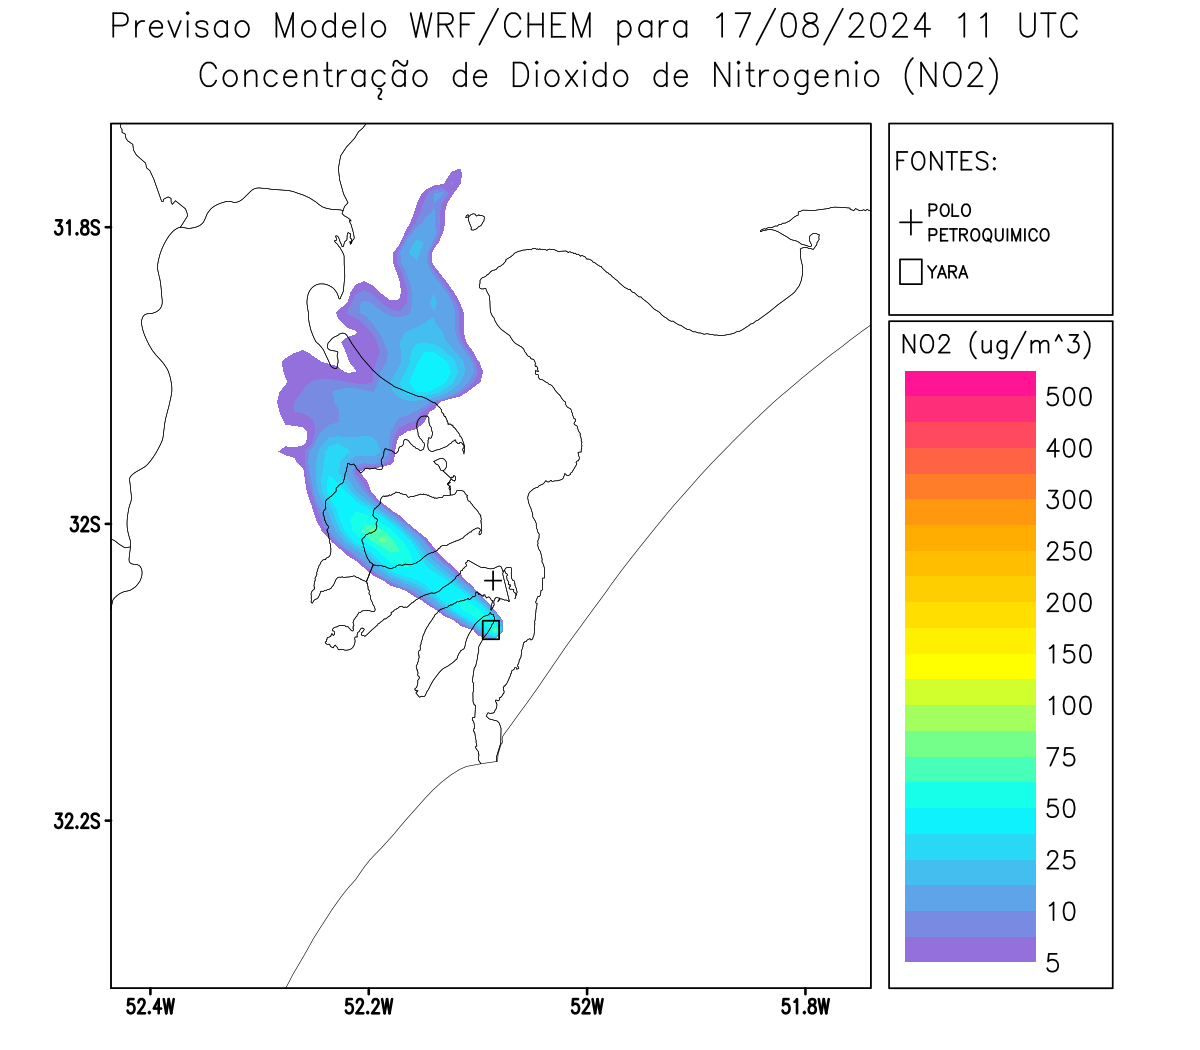 Previsao Modelo WRF/CHEM para 17/08/2024 11 UTC
Concentração de Dioxido de Nitrogenio (NO2)
FONTES:
POLO
PETROQUIMICO
YARA
NO2 (ug/m^3)
500
400
300
250
200
150
100
75
50
25
10
5
31.8S
32S
32.2S
52.4W
52.2W
52W
51.8W